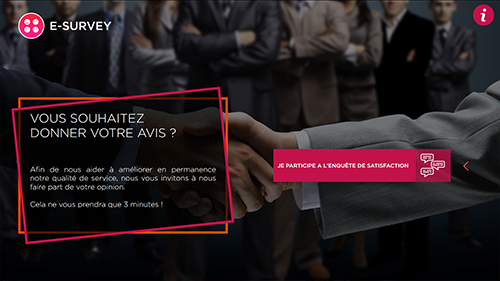 E-SURVEY
i
VOUS SOUHAITEZ
DONNER VOTRE AVIS ?
Afin de nous aider à améliorer en permanence
notre qualité de service, nous vous invitons à nous
faire part de votre opinion.
Cela ne vous prendra que 3 minutes !
JE PARTICIPE A L'ENQUÊTE DE SATISFACTION